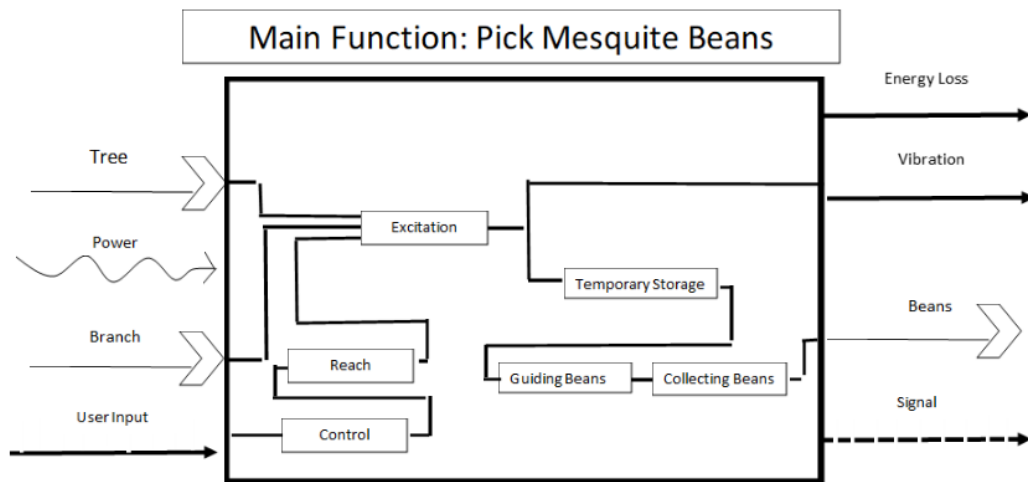 Main Function: Pick Mesquite Beans
Energy Loss
Tree
Vibration
Excitation
Power
Temporary Storage
Beans
Branch
Reach
Guiding Beans
Collecting Beans
User Input
Signal
Control